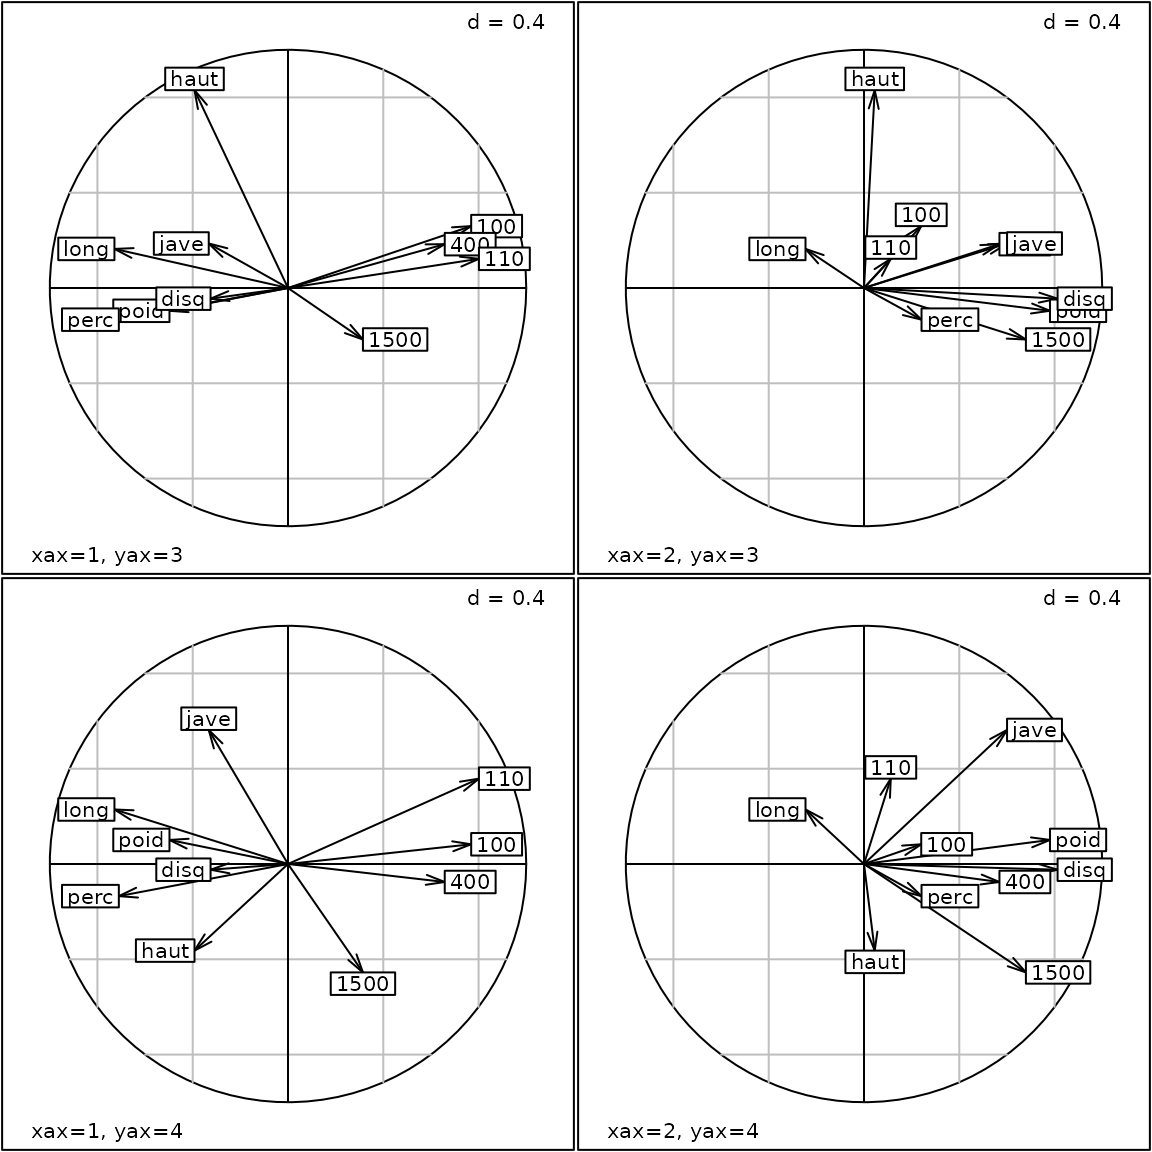 d = 0.4
haut
100
400
110
long
jave
disq
poid
perc
1500
xax=1, yax=3
d = 0.4
haut
100
110
long
jave
disq
poid
perc
1500
xax=2, yax=3
d = 0.4
jave
110
long
poid
100
disq
400
perc
haut
1500
xax=1, yax=4
d = 0.4
jave
110
long
poid
100
disq
400
perc
haut
1500
xax=2, yax=4